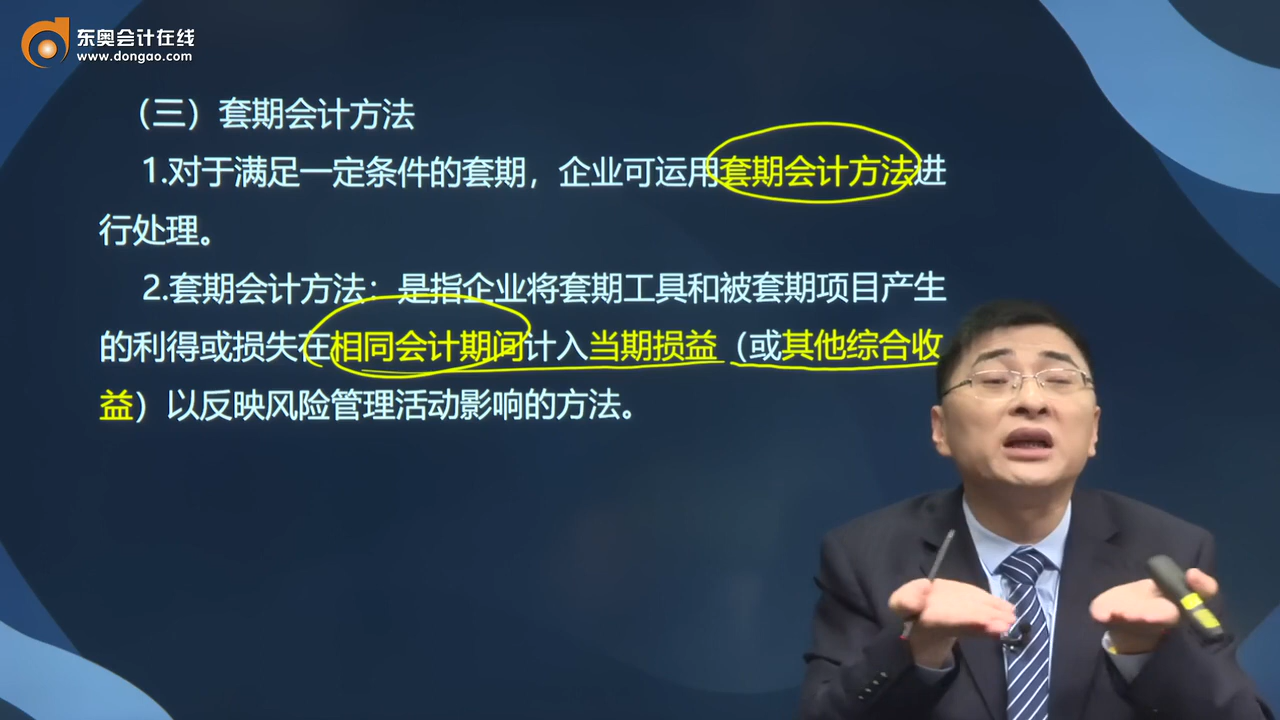 东奥会计在线
www.dongao.com
（三）套期会计方法
1.对于满足一定条件的套期，企业可运用套期会计方法进
行处理。
2.套期会计方法：是指企业将套期工具和被套期项目产生
的利得或损失在相同会计期间计入当期损益（或其他综合收
益）以反映风险管理活动影响的方法。